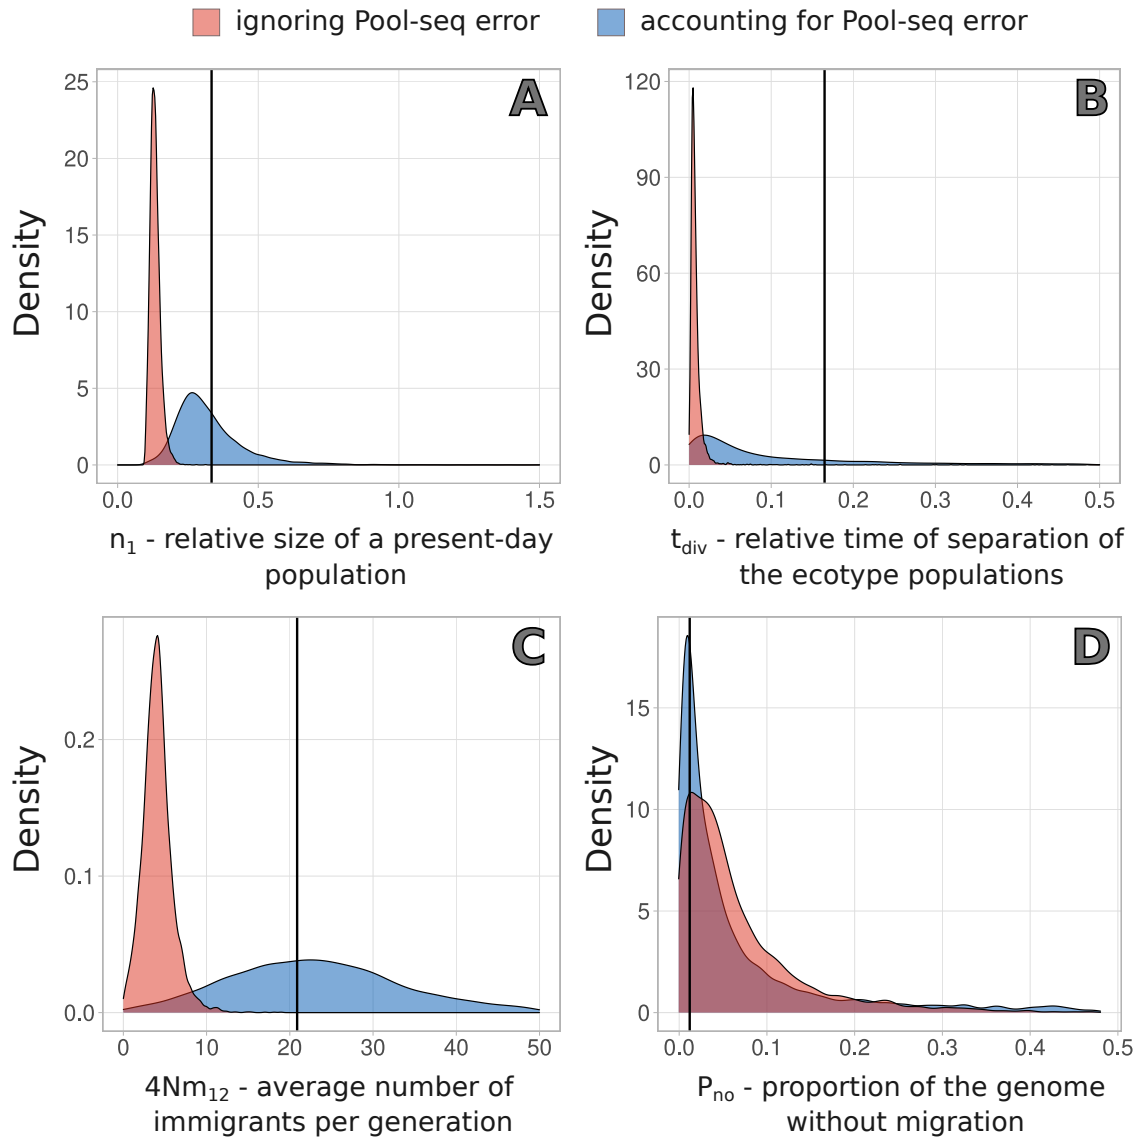 ignoring Pool-seq error
accounting for Pool-seq error
A
25
20
15
10
5
0
Density
0.0 0.5 1.0 1.5
n₁ - relative size of a present-day
population
B
120
90
60
30
0
Density
0.0 0.1 0.2 0.3 0.4 0.5
t_div - relative time of separation of
the ecotype populations
C
0.2
0.1
0.0
Density
0 10 20 30 40 50
4Nm₁₂ - average number of
immigrants per generation
D
15
10
5
0
Density
0.0 0.1 0.2 0.3 0.4 0.5
P_no - proportion of the genome
without migration